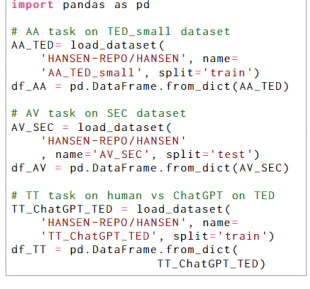 import pandas as pd
# AA task on TED_small dataset
AA_TED= load_dataset(
'HANSEN-REPO/HANSEN', name=
'AA_TED_small', split='train')
df_AA = pd.DataFrame.from_dict(AA_TED)
# AV task on SEC dataset
AV_SEC = load_dataset(
'HANSEN-REPO/HANSEN'
, name='AV_SEC', split='test')
df_AV = pd.DataFrame.from_dict(AV_SEC)
# TT task on human vs ChatGPT on TED
TT_ChatGPT_TED = load_dataset(
'HANSEN-REPO/HANSEN', name=
'TT_ChatGPT_TED', split='train')
df_TT = pd.DataFrame.from_dict(
TT_ChatGPT_TED)